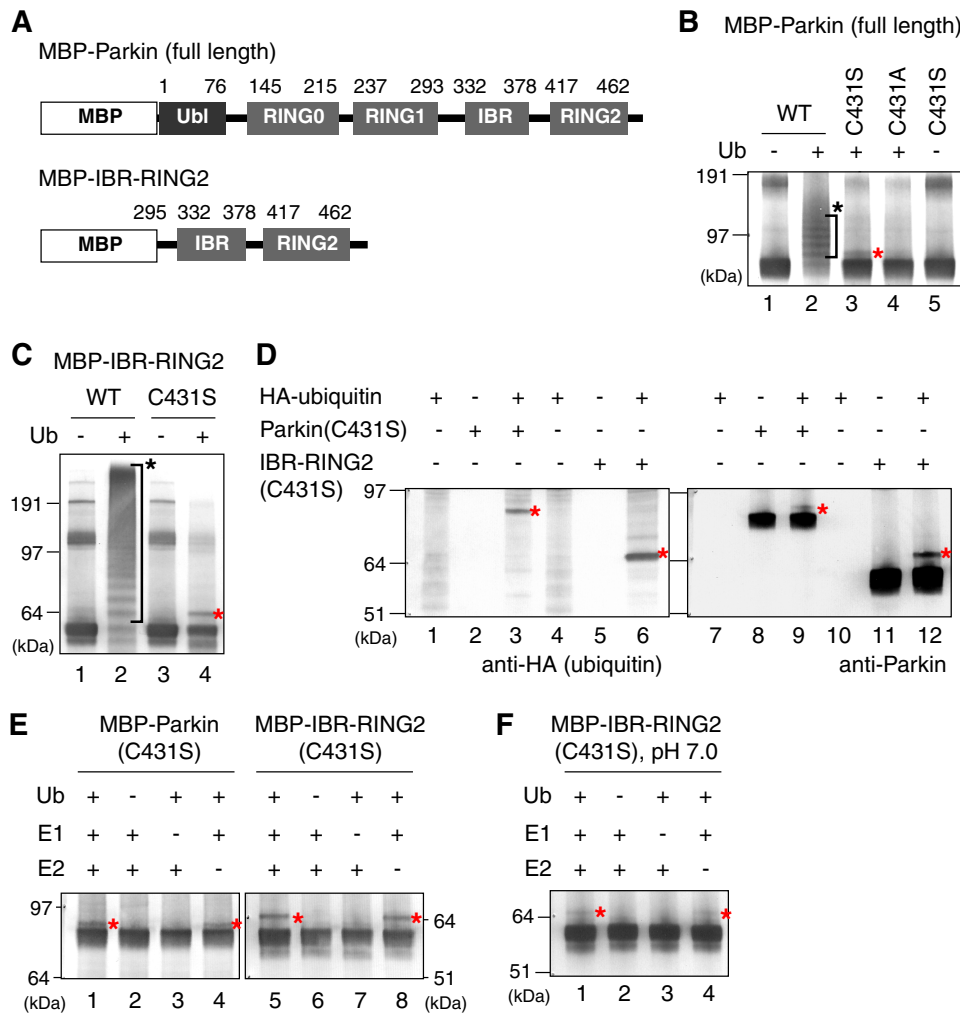 A
MBP-Parkin (full length)
1 76 145 215 237 293 332 378 417 462
MBP Ubl RING0 RING1 IBR RING2
MBP-IBR-RING2
295 332 378 417 462
MBP IBR RING2
B MBP-Parkin (full length)
WT C431S C431A C431S
Ub - + + + -
191
*
97
*
(kDa)
1 2 3 4 5
C MBP-IBR-RING2
WT C431S
Ub - + - +
*
191
97
64 *
(kDa)
1 2 3 4
D
HA-ubiquitin + - + + - + + - + + - +
Parkin(C431S) - + + - - - - + + - - -
IBR-RING2 - - - - + + - - - - + +
(C431S)
97
* *
64 * *
51
(kDa)
1 2 3 4 5 6 7 8 9 10 11 12
anti-HA (ubiquitin) anti-Parkin
E MBP-Parkin MBP-IBR-RING2
(C431S) (C431S)
Ub + - + + + - + +
E1 + + - + + + - +
E2 + + + - + + + -
97 * * * * 64
64 51
(kDa) 1 2 3 4 5 6 7 8 (kDa)
F MBP-IBR-RING2
(C431S), pH 7.0
Ub + - + +
E1 + + - +
E2 + + + -
64 * *
51
(kDa) 1 2 3 4